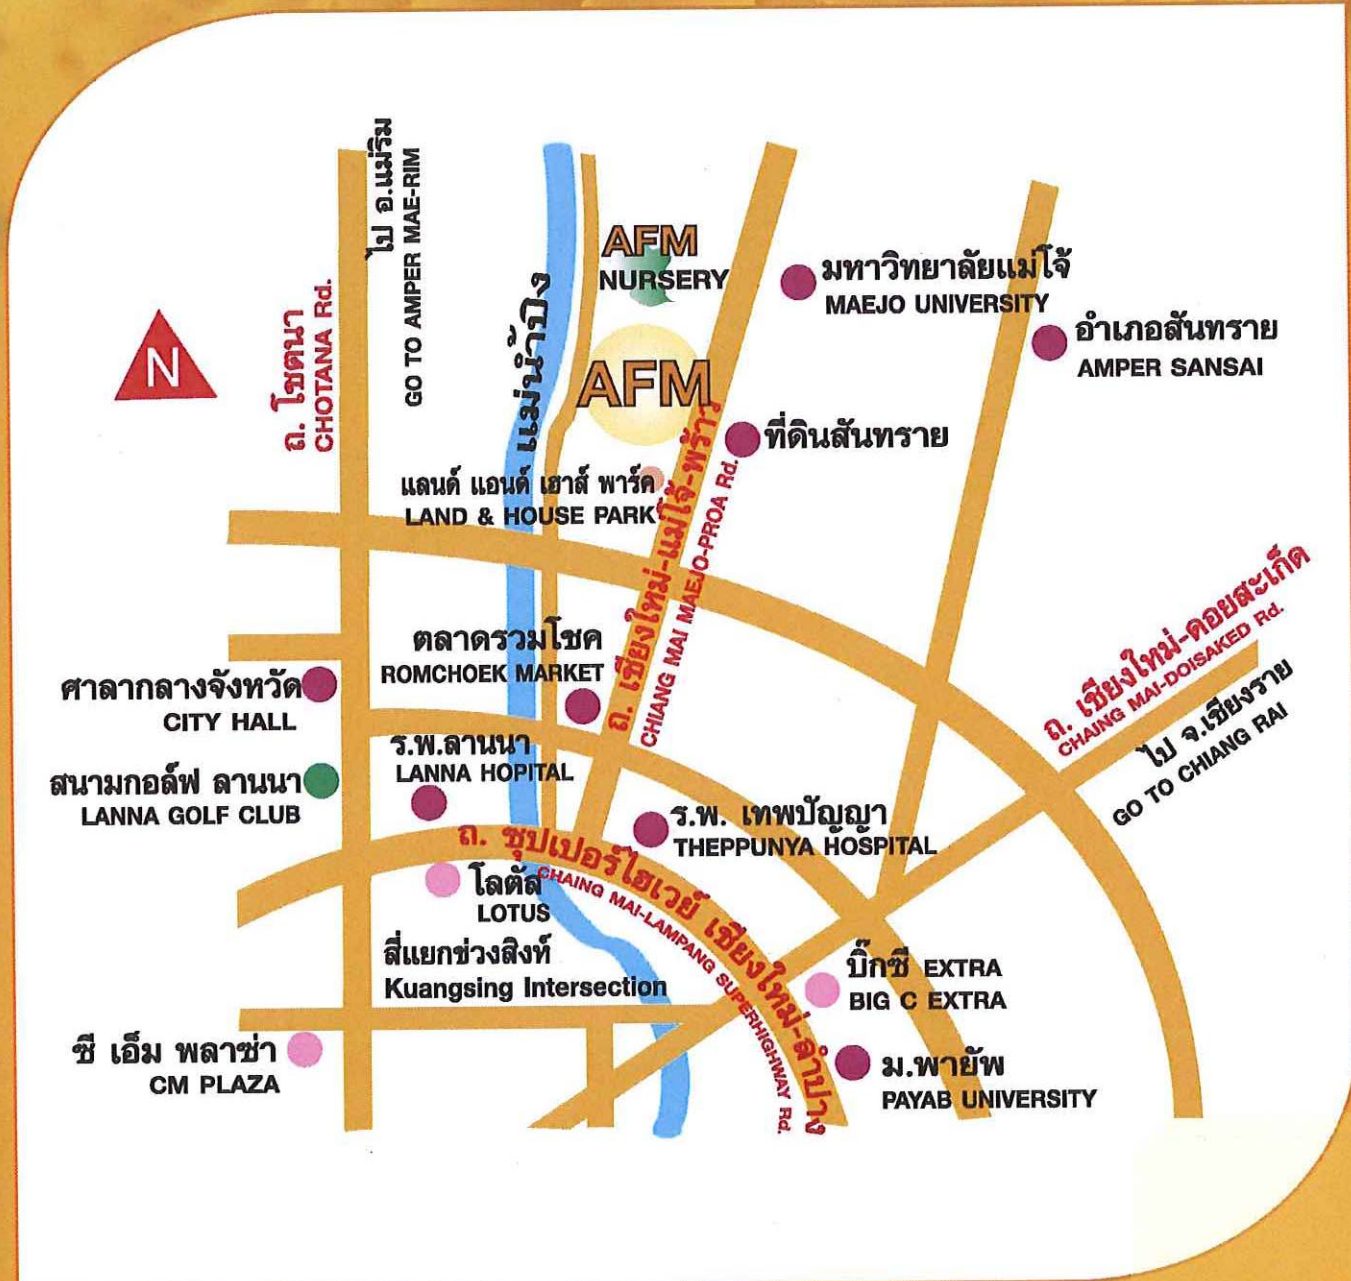 ไป อ.แม่ริม
GO TO AMPER MAE-RIM
ถ. โชตนา
CHOTANA Rd.
N
แม่น้ำปิง
AFM
NURSERY
AFM
มหาวิทยาลัยแม่โจ้
MAEJO UNIVERSITY
อำเภอสันทราย
AMPER SANSAI
ที่ดินสันทราย
แลนด์ แอนด์ เฮาส์ พาร์ค
LAND & HOUSE PARK
ถ. เชียงใหม่-แม่โจ้-พร้าว
CHIANG MAI MAEJO-PROA Rd.
ถ. เชียงใหม่-ดอยสะเก็ด
CHAING MAI-DOISAKED Rd.
ไป จ.เชียงราย
GO TO CHIANG RAI
ตลาดรวมโชค
ROMCHOEK MARKET
ศาลากลางจังหวัด
CITY HALL
ร.พ.ลานนา
LANNA HOPITAL
สนามกอล์ฟ ลานนา
LANNA GOLF CLUB
ร.พ. เทพปัญญา
THEPPUNYA HOSPITAL
ถ. ซุปเปอร์ไฮเวย์ เชียงใหม่-ลำปาง
CHAING MAI-LAMPANG SUPERHIGHWAY Rd.
โลตัส
LOTUS
สี่แยกข่วงสิงท์
Kuangsing Intersection
บิ๊กซี EXTRA
BIG C EXTRA
ซี เอ็ม พลาซ่า
CM PLAZA
ม.พายัพ
PAYAB UNIVERSITY